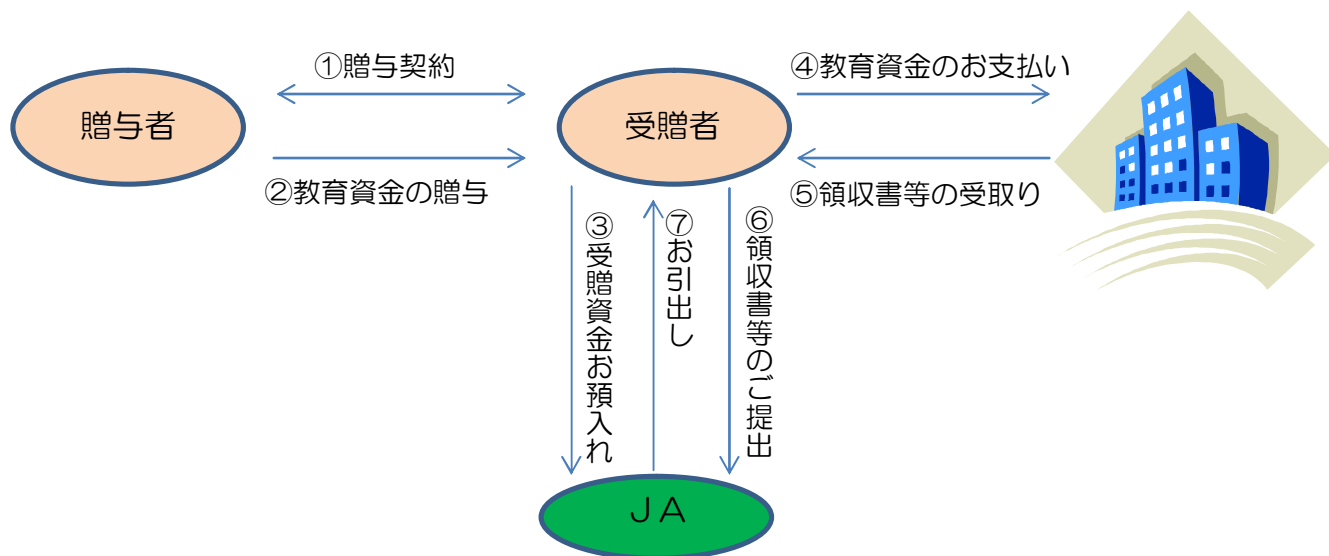 ①贈与契約
④教育資金のお支払い
贈与者
受贈者
②教育資金の贈与
⑤領収書等の受取り
③受贈資金お預入れ
⑦お引出し
⑥領収書等のご提出
ＪＡ